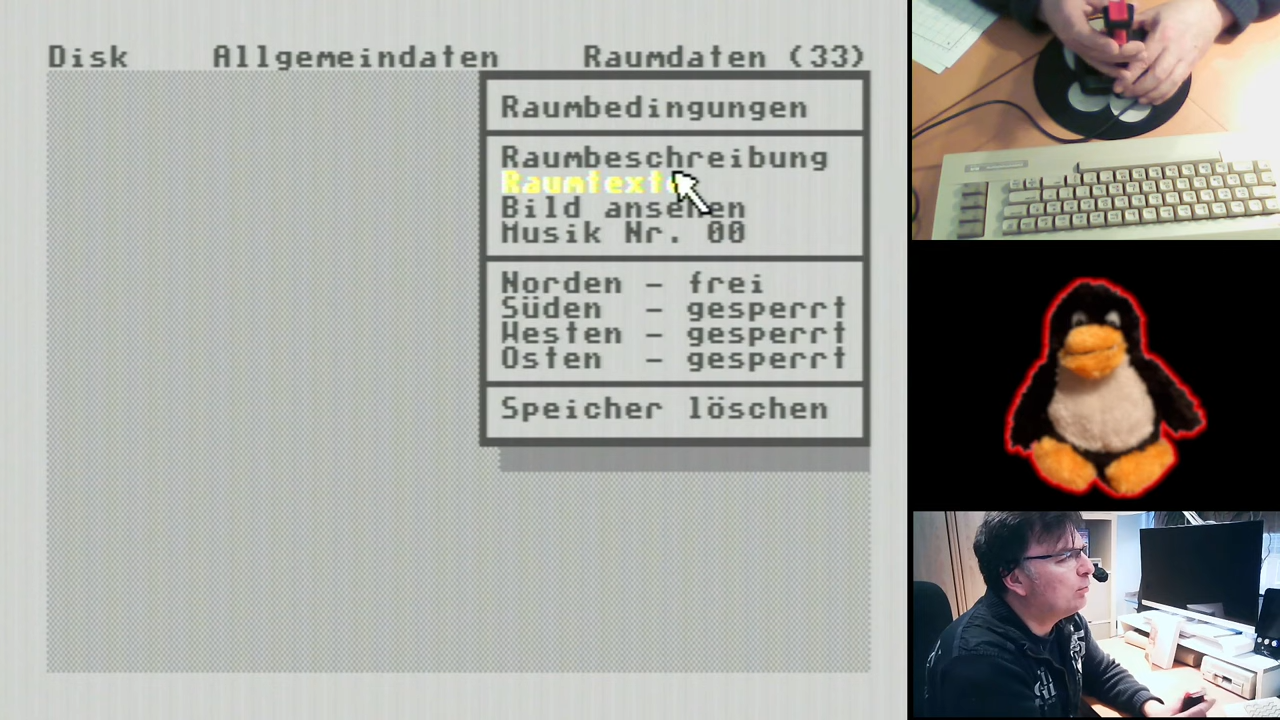 Disk Allgemeindaten Raumdaten (33)
Raumbedingungen
Raumbeschreibung
Raumtexte
Bild ansehen
Musik Nr. 00
Norden - frei
Süden - gesperrt
Westen - gesperrt
Osten - gesperrt
Speicher löschen